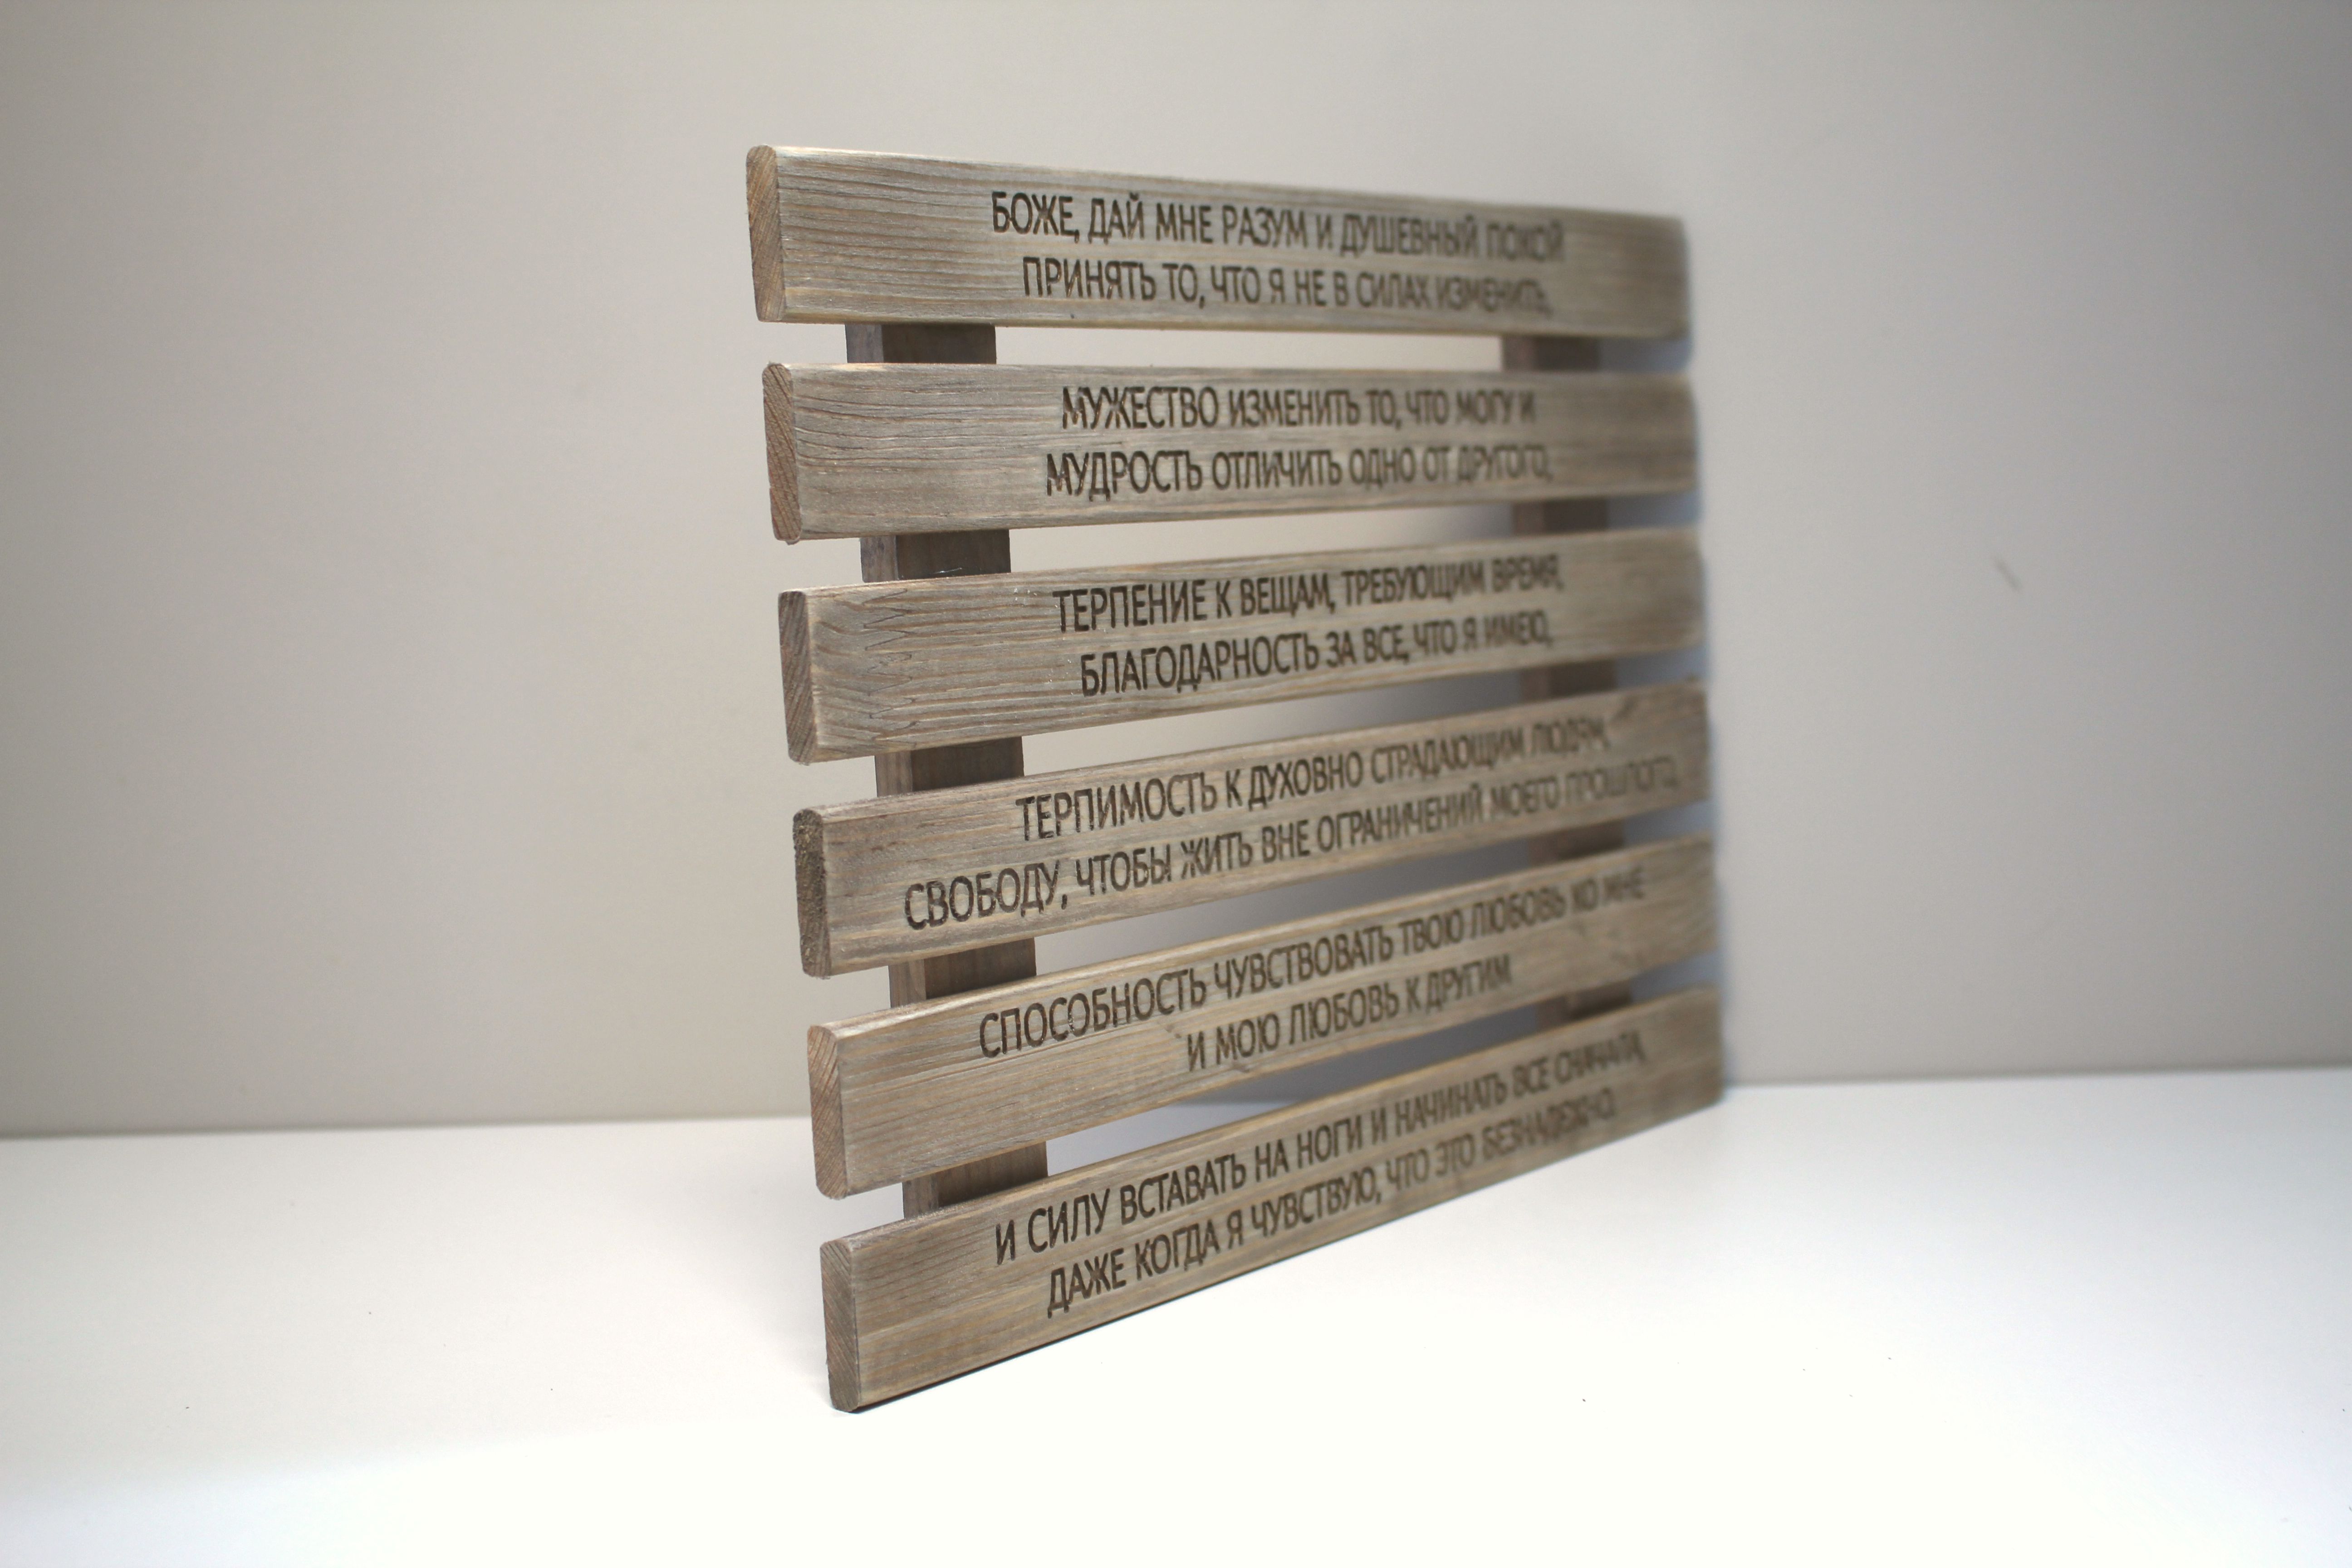 БОЖЕ, ДАЙ МНЕ РАЗУМ И ДУШЕВНЫЙ ПОКОЙ
ПРИНЯТЬ ТО, ЧТО Я НЕ В СИЛАХ ИЗМЕНИТЬ,
МУЖЕСТВО ИЗМЕНИТЬ ТО, ЧТО МОГУ И
МУДРОСТЬ ОТЛИЧИТЬ ОДНО ОТ ДРУГОГО,
ТЕРПЕНИЕ К ВЕЩАМ, ТРЕБУЮЩИМ ВРЕМЯ,
БЛАГОДАРНОСТЬ ЗА ВСЕ, ЧТО Я ИМЕЮ,
ТЕРПИМОСТЬ К ДУХОВНО СТРАДАЮЩИМ ЛЮДЯМ,
СВОБОДУ, ЧТОБЫ ЖИТЬ ВНЕ ОГРАНИЧЕНИЙ МОЕГО ПРОШЛОГО,
СПОСОБНОСТЬ ЧУВСТВОВАТЬ ТВОЮ ЛЮБОВЬ КО МНЕ
И МОЮ ЛЮБОВЬ К ДРУГИМ
И СИЛУ ВСТАВАТЬ НА НОГИ И НАЧИНАТЬ ВСЕ СНАЧАЛА,
ДАЖЕ КОГДА Я ЧУВСТВУЮ, ЧТО ЭТО БЕЗНАДЕЖНО.